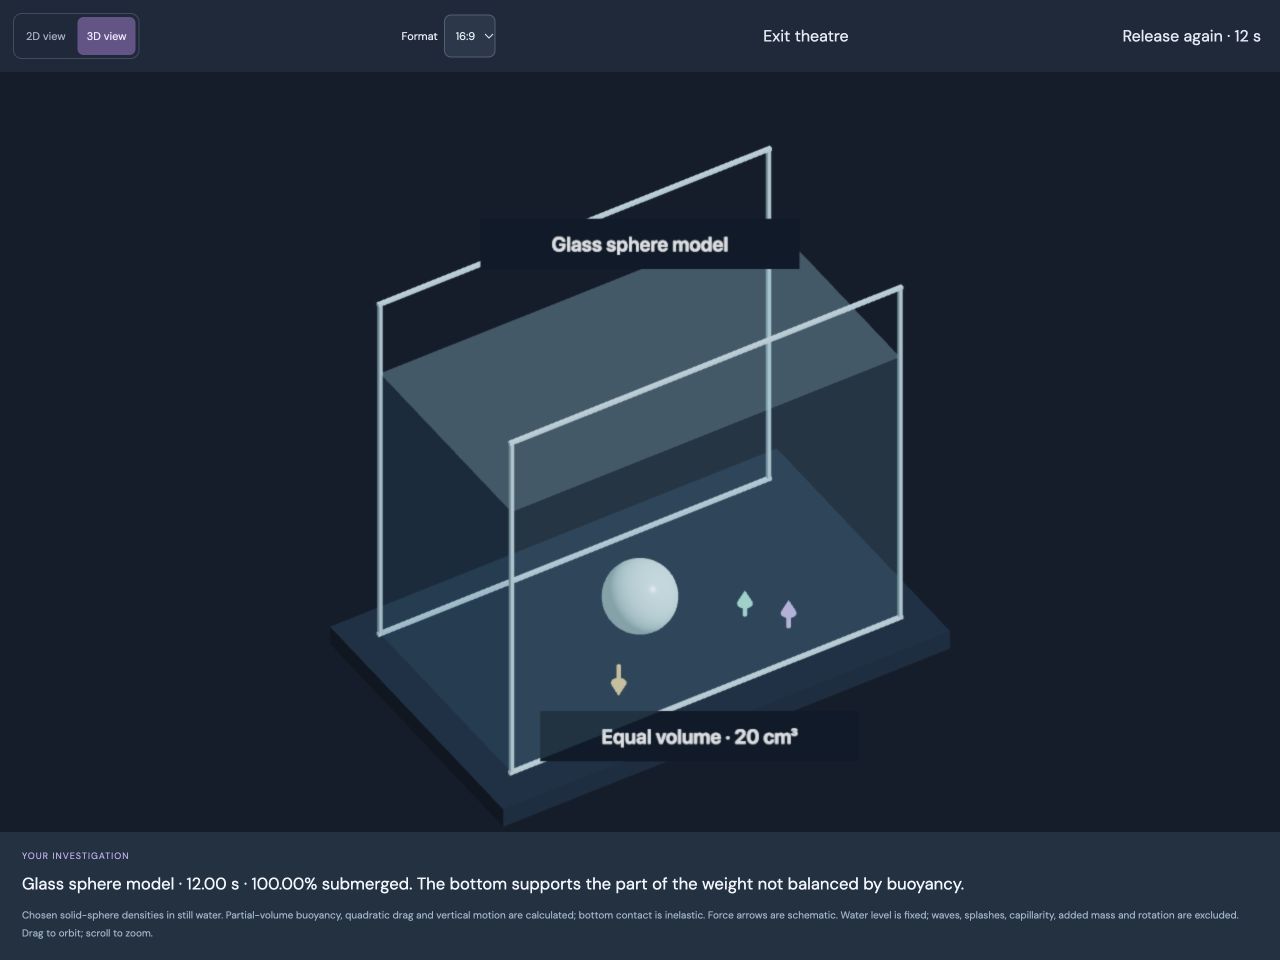 2D view
3D view
Format
16:9
Exit theatre
Release again · 12 s
Glass sphere model
Equal volume · 20 cm³
YOUR INVESTIGATION
Glass sphere model · 12.00 s · 100.00% submerged. The bottom supports the part of the weight not balanced by buoyancy.
Chosen solid-sphere densities in still water. Partial-volume buoyancy, quadratic drag and vertical motion are calculated; bottom contact is inelastic. Force arrows are schematic. Water level is fixed; waves, splashes, capillarity, added mass and rotation are excluded.
Drag to orbit; scroll to zoom.